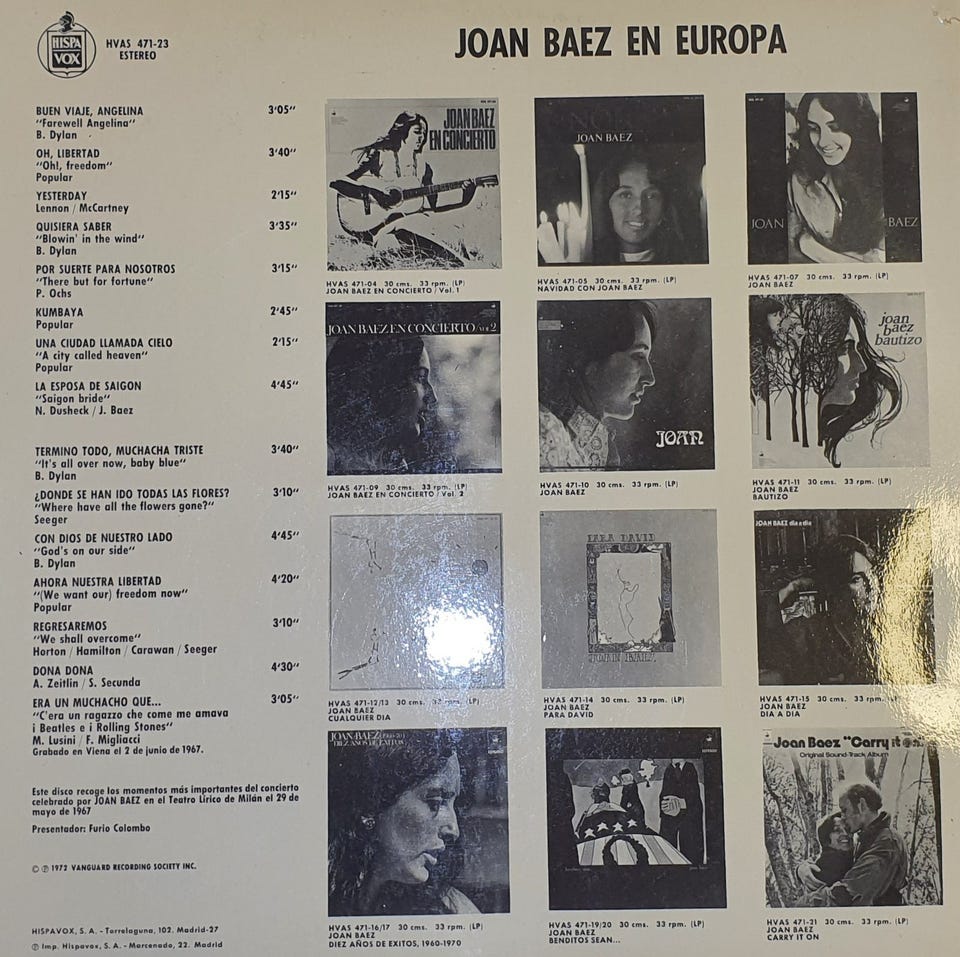 HISPA
VOX
HVAS 471-23
ESTEREO
JOAN BAEZ EN EUROPA
BUEN VIAJE, ANGELINA 3'05"
"Farewell Angelina"
B. Dylan
OH, LIBERTAD 3'40"
"Oh!, freedom"
Popular
YESTERDAY 2'15"
Lennon / McCartney
QUISIERA SABER 3'35"
"Blowin' in the wind"
B. Dylan
POR SUERTE PARA NOSOTROS 3'15"
"There but for fortune"
P. Ochs
KUMBAYA 2'45"
Popular
UNA CIUDAD LLAMADA CIELO 2'15"
"A city called heaven"
Popular
LA ESPOSA DE SAIGON 4'45"
"Saigon bride"
N. Dusheck / J. Baez
TERMINO TODO, MUCHACHA TRISTE 3'40"
"It's all over now, baby blue"
B. Dylan
¿DONDE SE HAN IDO TODAS LAS FLORES? 3'10"
"Where have all the flowers gone?"
Seeger
CON DIOS DE NUESTRO LADO 4'45"
"God's on our side"
B. Dylan
AHORA NUESTRA LIBERTAD 4'20"
"(We want our) freedom now"
Popular
REGRESAREMOS 3'10"
"We shall overcome"
Horton / Hamilton / Carawan / Seeger
DONA DONA 4'30"
A. Zeitlin / S. Secunda
ERA UN MUCHACHO QUE... 3'05"
"C'era un ragazzo che come me amava
i Beatles e i Rolling Stones"
M. Lusini / F. Migliacci
Grabado en Viena el 2 de junio de 1967.
Este disco recoge los momentos más importantes del concierto
celebrado por JOAN BAEZ en el Teatro Lírico de Milán el 29 de
mayo de 1967
Presentador: Furio Colombo
© ℗ 1972 VANGUARD RECORDING SOCIETY INC.
HISPAVOX, S. A. - Torrelaguna, 102. Madrid-27
℗ Imp. Hispavox, S. A. - Marcenado, 22. Madrid
JOAN BAEZ
EN CONCIERTO
HVAS 471-04 30 cms. 33 rpm. (LP)
JOAN BAEZ EN CONCIERTO / Vol. 1
JOAN BAEZ
HVAS 471-05 30 cms. 33 rpm. (LP)
NAVIDAD CON JOAN BAEZ
JOAN BAEZ
HVAS 471-07 30 cms. 33 rpm. (LP)
JOAN BAEZ
JOAN BAEZ EN CONCIERTO / Vol 2
HVAS 471-09 30 cms. 33 rpm. (LP)
JOAN BAEZ EN CONCIERTO / Vol. 2
JOAN
HVAS 471-10 30 cms. 33 rpm. (LP)
JOAN BAEZ
joan
baez
bautizo
HVAS 471-11 30 cms. 33 rpm. (LP)
JOAN BAEZ
BAUTIZO
HVAS 471-12/13 30 cms. 33 rpm. (LP)
JOAN BAEZ
CUALQUIER DIA
PARA DAVID
JOAN BAEZ
HVAS 471-14 30 cms. 33 rpm. (LP)
JOAN BAEZ
PARA DAVID
JOAN BAEZ dia a dia
HVAS 471-15 30 cms. 33 rpm. (LP)
JOAN BAEZ
DIA A DIA
JOAN BAEZ (1960-70)
DIEZ AÑOS DE EXITOS
HVAS 471-16/17 30 cms. 33 rpm. (LP)
JOAN BAEZ
DIEZ AÑOS DE EXITOS, 1960-1970
HVAS 471-19/20 30 cms. 33 rpm. (LP)
JOAN BAEZ
BENDITOS SEAN...
Joan Baez "Carry it on"
Original Sound-Track Album
HVAS 471-21 30 cms. 33 rpm. (LP)
JOAN BAEZ
CARRY IT ON